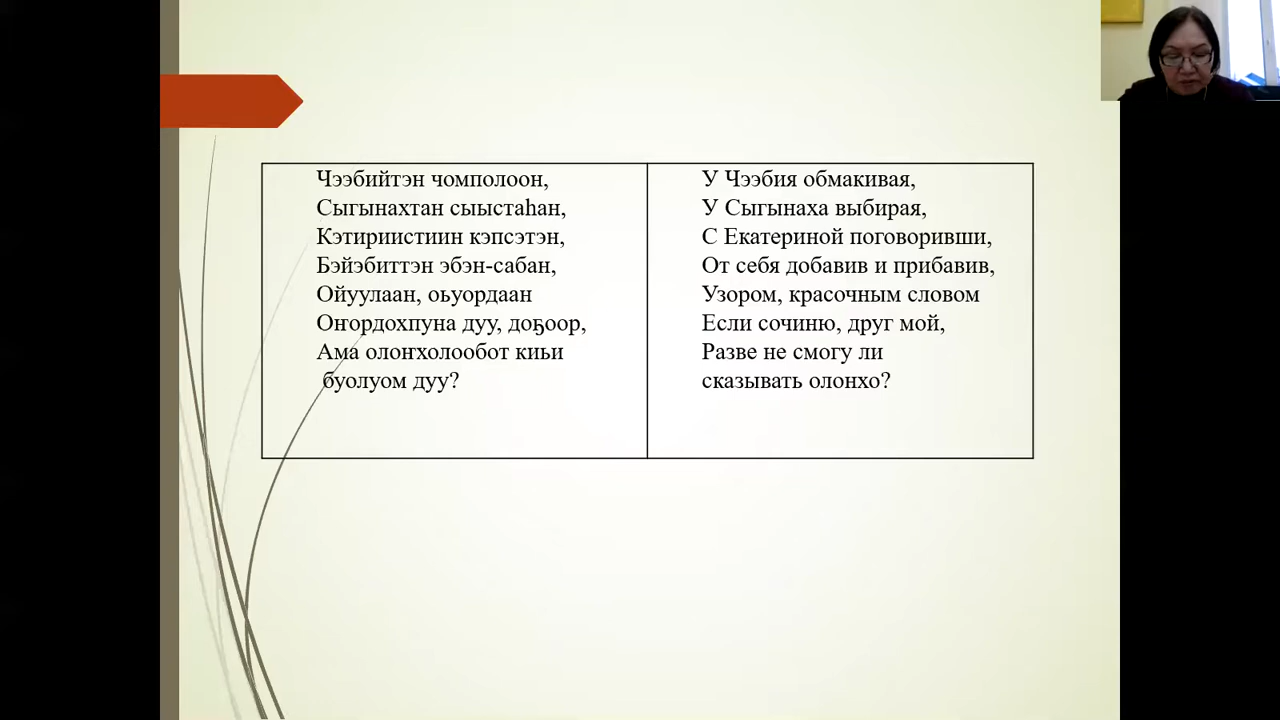 Чээбийтэн чомполоон,
Сыгынахтан сыыстаһан,
Кэтириистиин кэпсэтэн,
Бэйэбиттэн эбэн-сабан,
Ойуулаан, оьуордаан
Оҥордохпуна дуу, доҕоор,
Ама олоҥхолообот киьи
буолуом дуу?
У Чээбия обмакивая,
У Сыгынаха выбирая,
С Екатериной поговоривши,
От себя добавив и прибавив,
Узором, красочным словом
Если сочиню, друг мой,
Разве не смогу ли
сказывать олонхо?